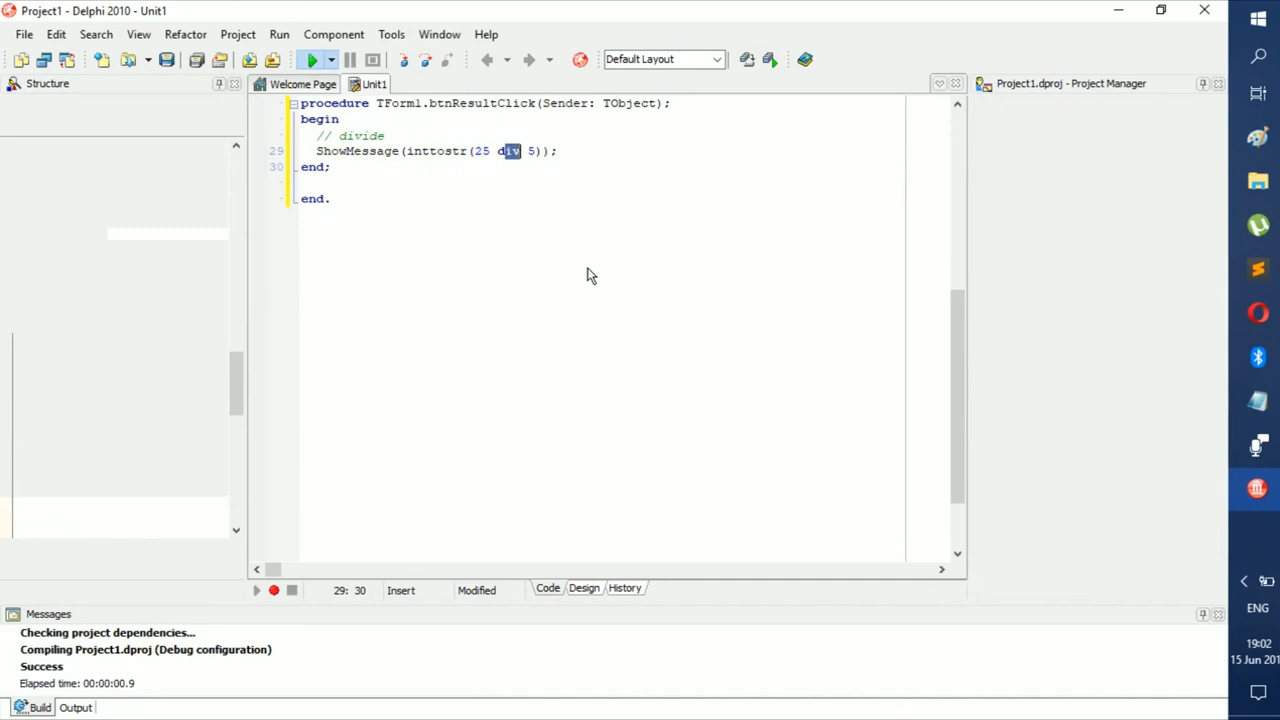 Project1 - Delphi 2010 - Unit1
File Edit Search View Refactor Project Run Component Tools Window Help
Default Layout
Structure
Welcome Page Unit1
Project1.dproj - Project Manager
procedure TForm1.btnResultClick(Sender: TObject);
begin
// divide
29 ShowMessage(inttostr(25 div 5));
30 end;
end.
29: 30 Insert Modified Code Design History
Messages
Checking project dependencies...
Compiling Project1.dproj (Debug configuration)
Success
Elapsed time: 00:00:00.9
Build Output
ENG
19:02
15 Jun 201